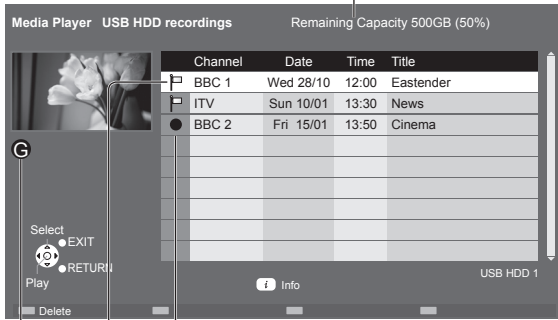 Media Player USB HDD recordings Remaining Capacity 500GB (50%)
Channel Date Time Title
BBC 1 Wed 28/10 12:00 Eastender
ITV Sun 10/01 13:30 News
BBC 2 Fri 15/01 13:50 Cinema
G
Select
EXIT
RETURN
Play
i Info
USB HDD 1
Delete